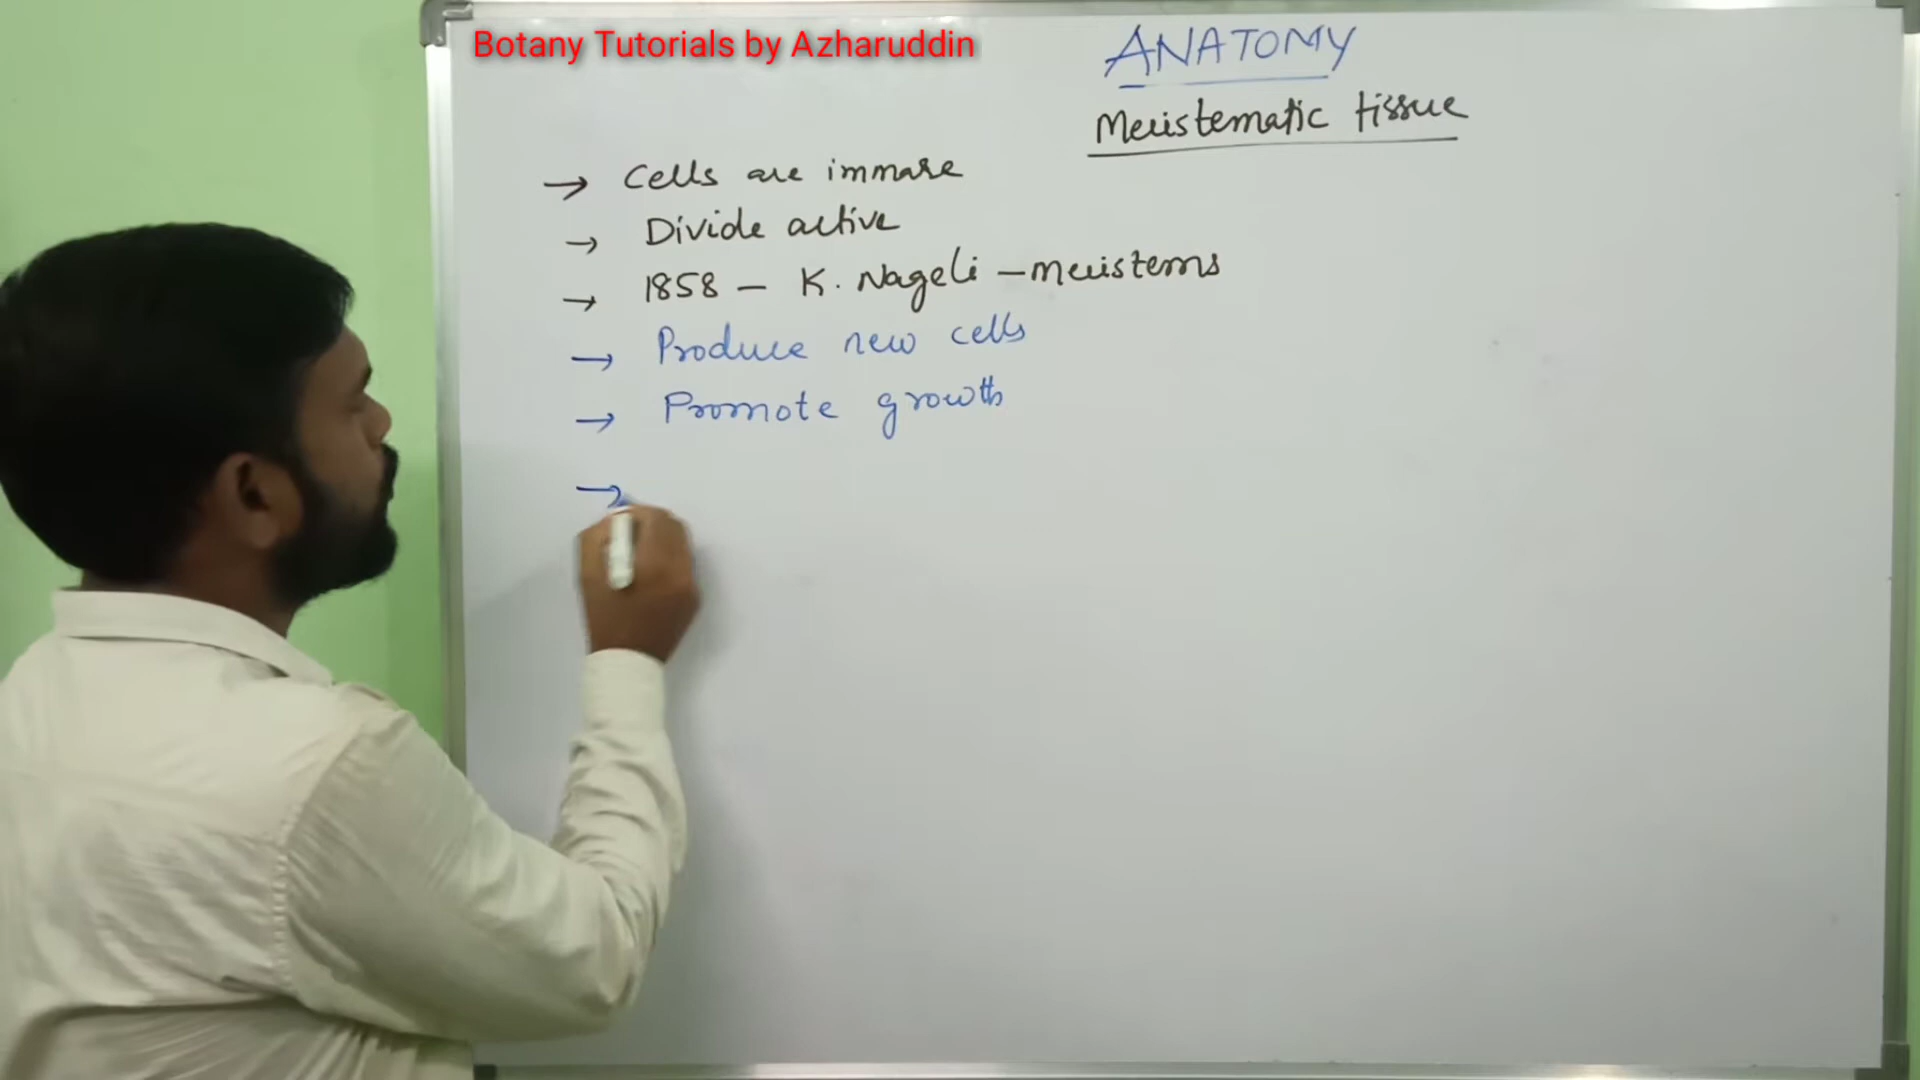 Botany Tutorials by Azharuddin
ANATOMY
Meristematic tissue
→ Cells are immare
→ Divide active
→ 1858 - K. Nageli - meristems
→ Produce new cells
→ Promote growth
→